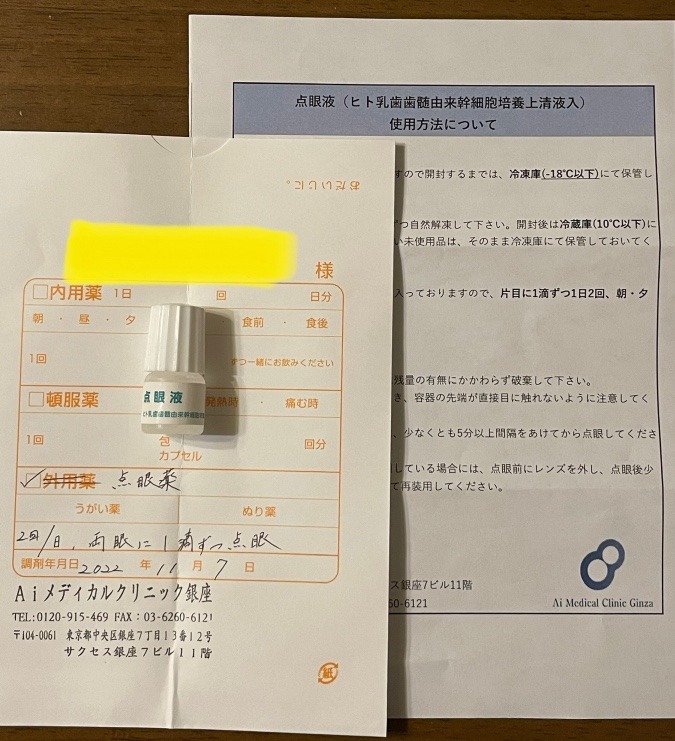 点眼液（ヒト乳歯歯髄由来幹細胞培養上清液入）
使用方法について
すので開封するまでは、冷凍庫(-18℃以下)にて保管し
つ自然解凍して下さい。開封後は冷蔵庫(10℃以下)に
い未使用品は、そのまま冷凍庫にて保管しておいてく
入っておりますので、片目に1滴ずつ1日2回、朝・夕
残量の有無にかかわらず破棄して下さい。
き、容器の先端が直接目に触れないように注意してく
、少なくとも5分以上間隔をあけてから点眼してくださ
している場合には、点眼前にレンズを外し、点眼後少
て再装用してください。
ス銀座7ビル11階
60-6121
Ai Medical Clinic Ginza
おだいじに。
様
内用薬 1日 回 日分
朝・昼・夕 食前・食後
1回 ずつ一緒にお飲みください
点眼液
ヒト乳歯歯髄由来幹細胞培養
頓服薬 発熱時・痛む時
1回 包 回分
カプセル
外用薬 点眼薬
うがい薬 ぬり薬
2回/日、両眼に1滴ずつ点眼
調剤年月日 2022年11月7日
Aiメディカルクリニック銀座
TEL:0120-915-469 FAX:03-6260-6121
〒104-0061 東京都中央区銀座7丁目13番12号
サクセス銀座7ビル11階
紙